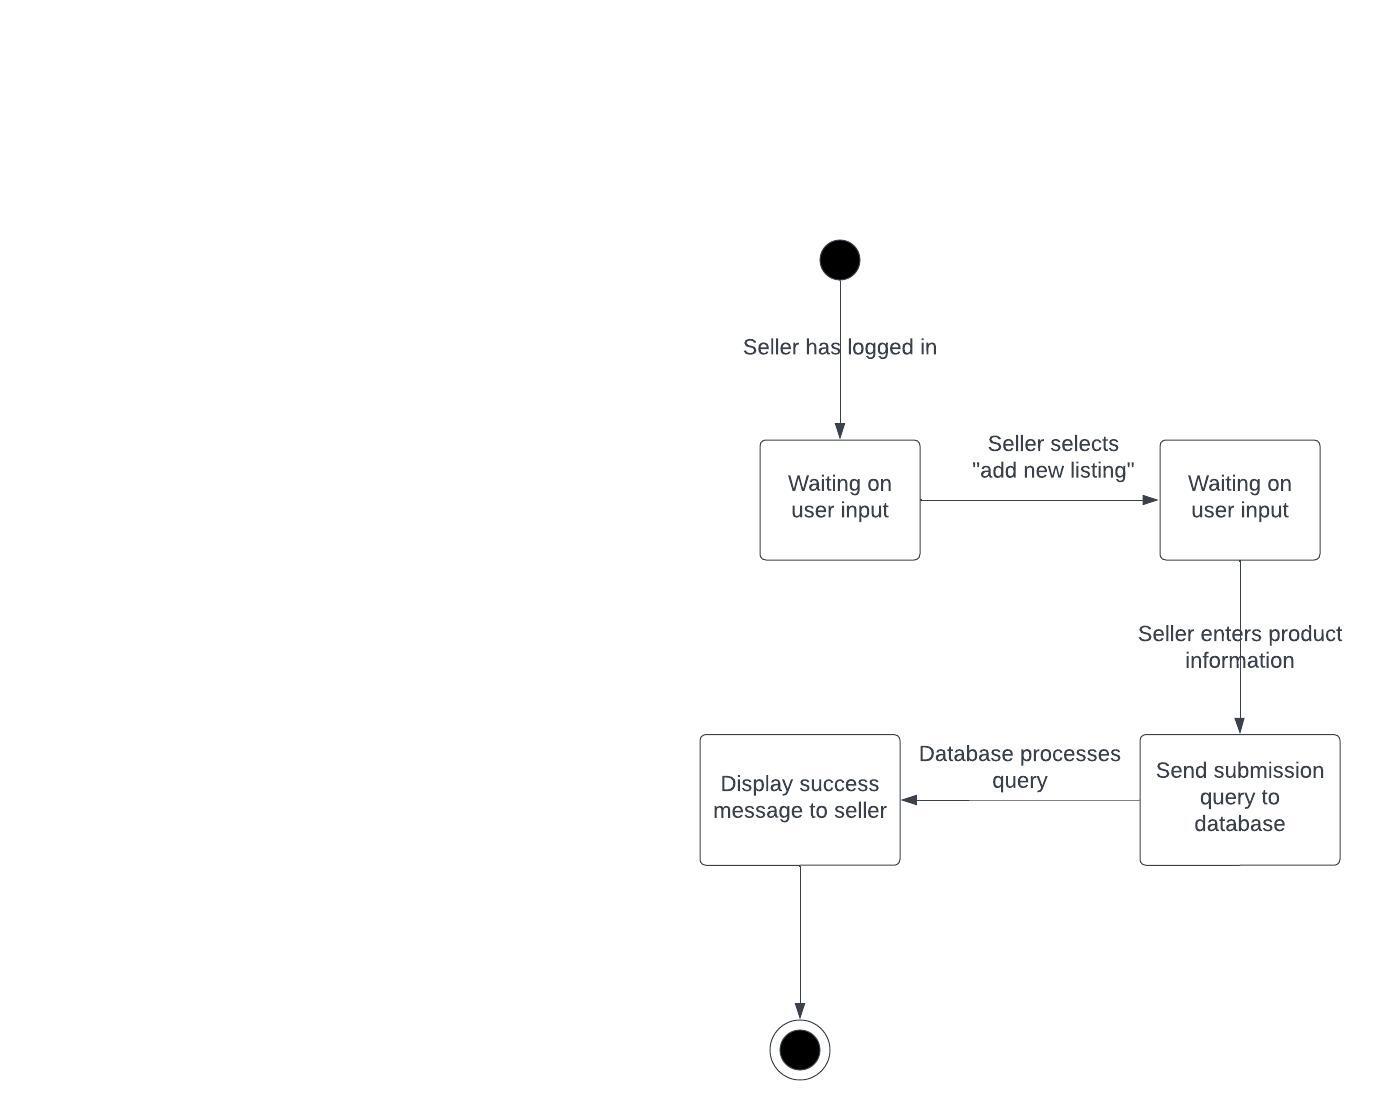 Seller has logged in
Waiting on
user input
Seller selects
"add new listing"
Waiting on
user input
Seller enters product
information
Send submission
query to
database
Database processes
query
Display success
message to seller